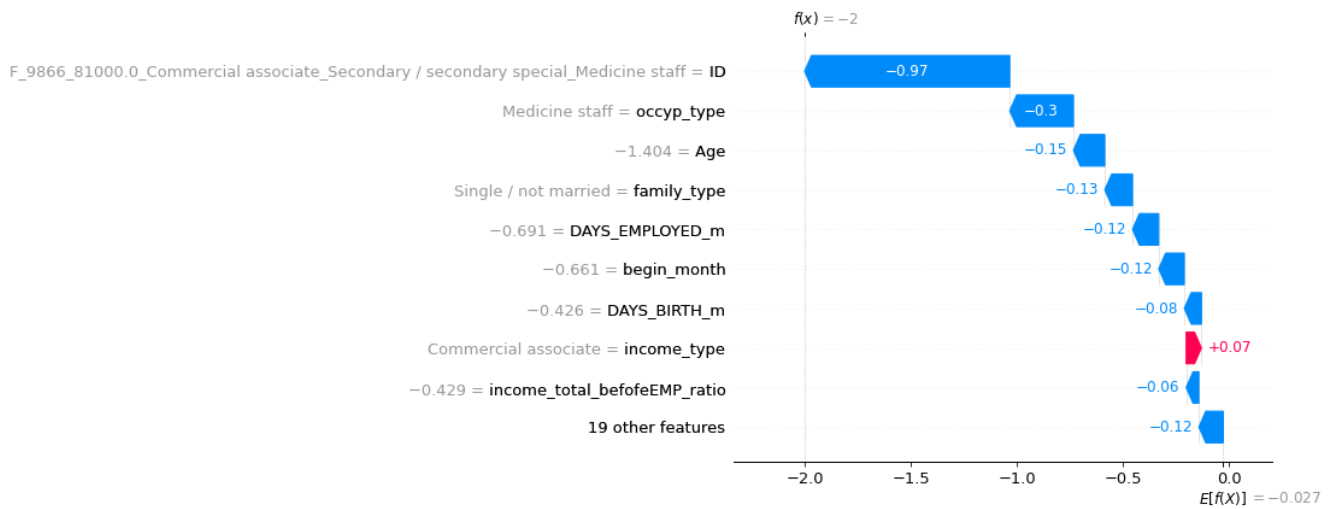 f(x) = −2
F_9866_81000.0_Commercial associate_Secondary / secondary special_Medicine staff = ID
−0.97
Medicine staff = occyp_type
−0.3
−1.404 = Age
−0.15
Single / not married = family_type
−0.13
−0.691 = DAYS_EMPLOYED_m
−0.12
−0.661 = begin_month
−0.12
−0.426 = DAYS_BIRTH_m
−0.08
Commercial associate = income_type
+0.07
−0.429 = income_total_befofeEMP_ratio
−0.06
19 other features
−0.12
−2.0 −1.5 −1.0 −0.5 0.0
E[f(X)] = −0.027